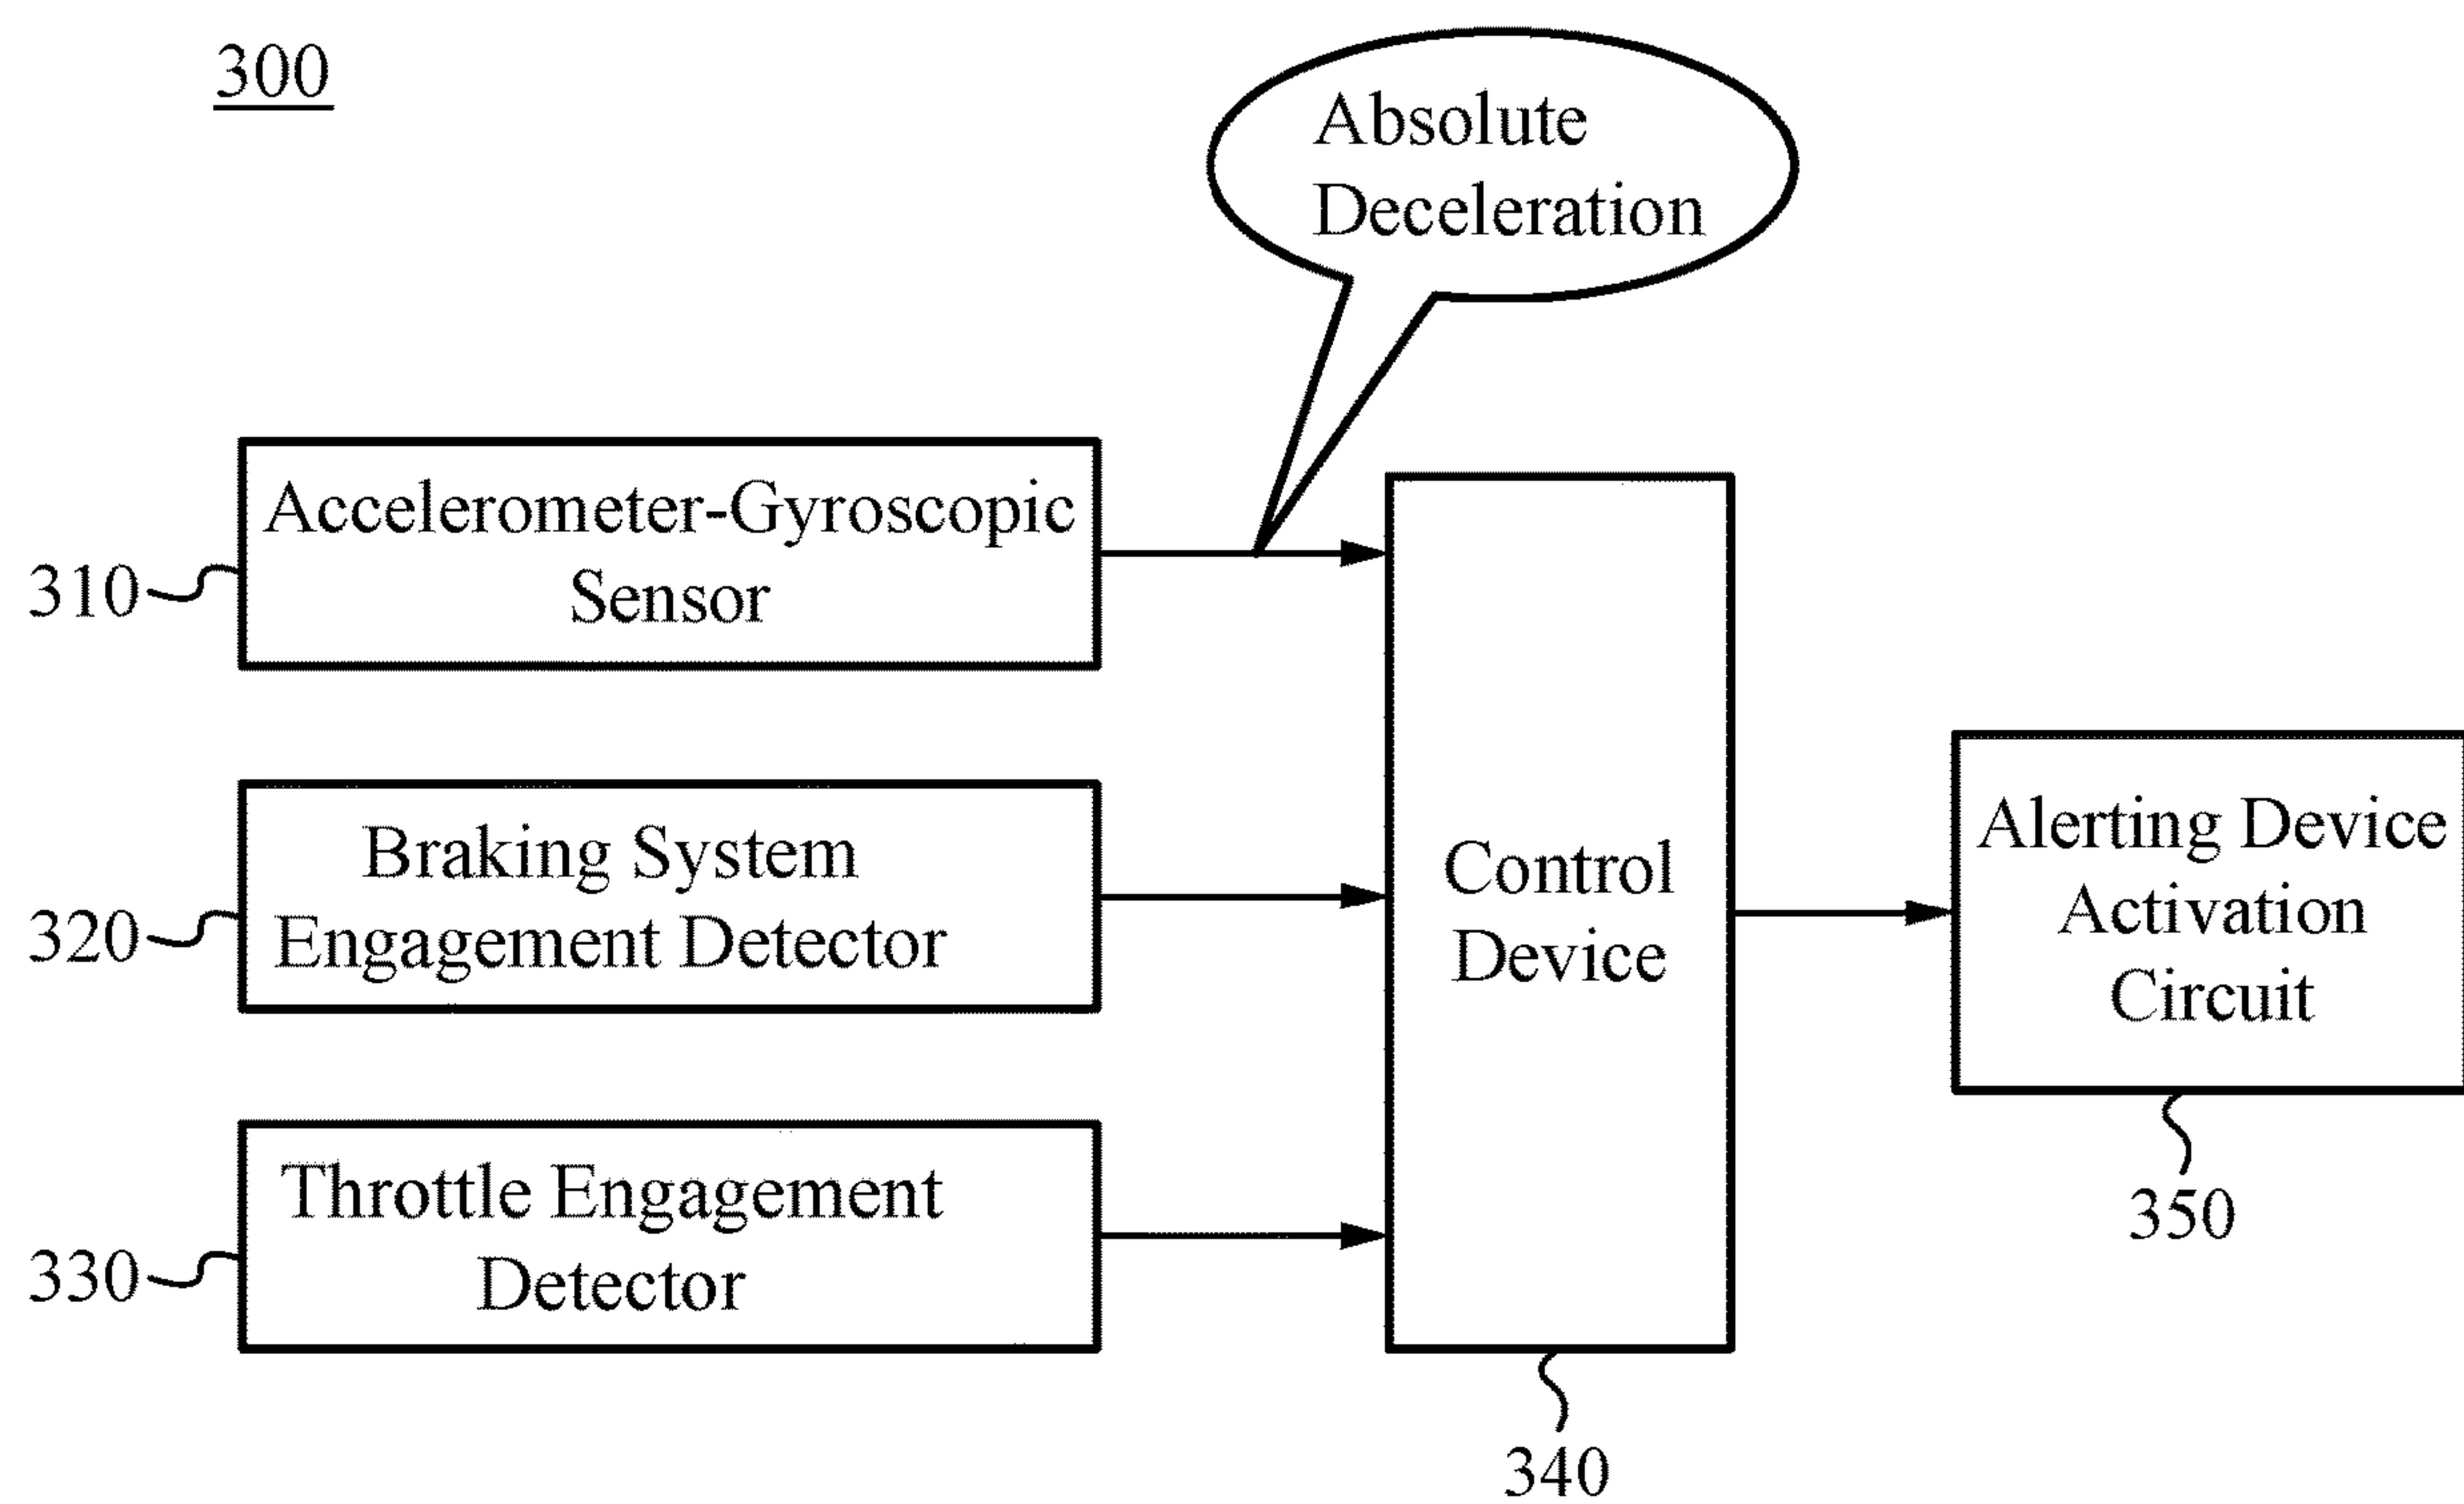 300
Absolute
Deceleration
Accelerometer-Gyroscopic
Sensor
310
Braking System
Engagement Detector
320
Throttle Engagement
Detector
330
Control
Device
340
Alerting Device
Activation
Circuit
350